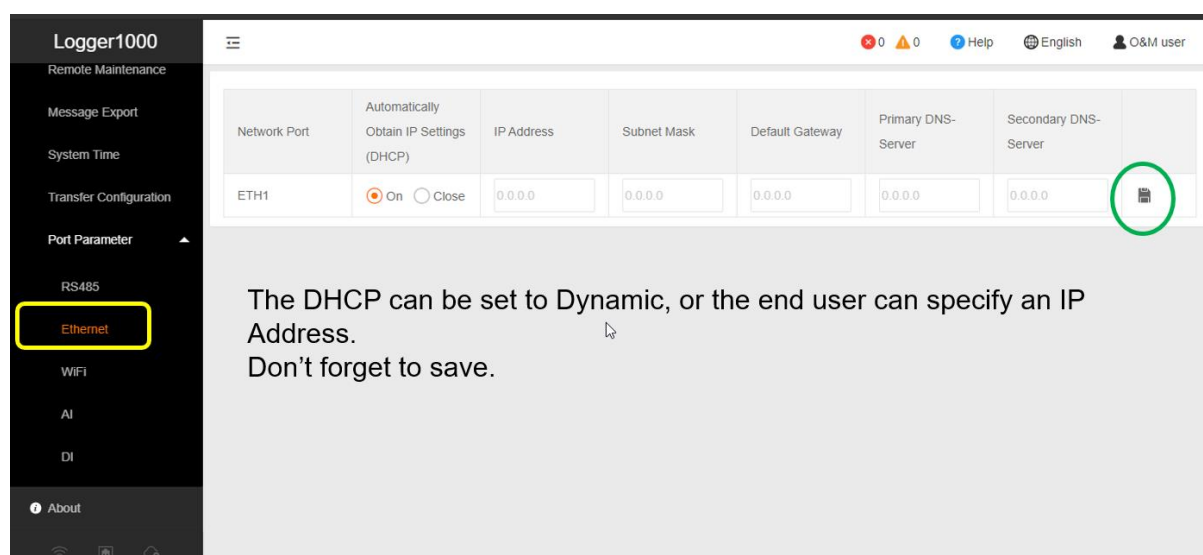 Logger1000
0 0 Help English O&M user
Remote Maintenance
Message Export
System Time
Transfer Configuration
Port Parameter
RS485
Ethernet
WiFi
AI
DI
About
Network Port
Automatically
Obtain IP Settings
(DHCP)
IP Address
Subnet Mask
Default Gateway
Primary DNS-
Server
Secondary DNS-
Server
ETH1
On Close
0.0.0.0
0.0.0.0
0.0.0.0
0.0.0.0
0.0.0.0
The DHCP can be set to Dynamic, or the end user can specify an IP
Address.
Don't forget to save.